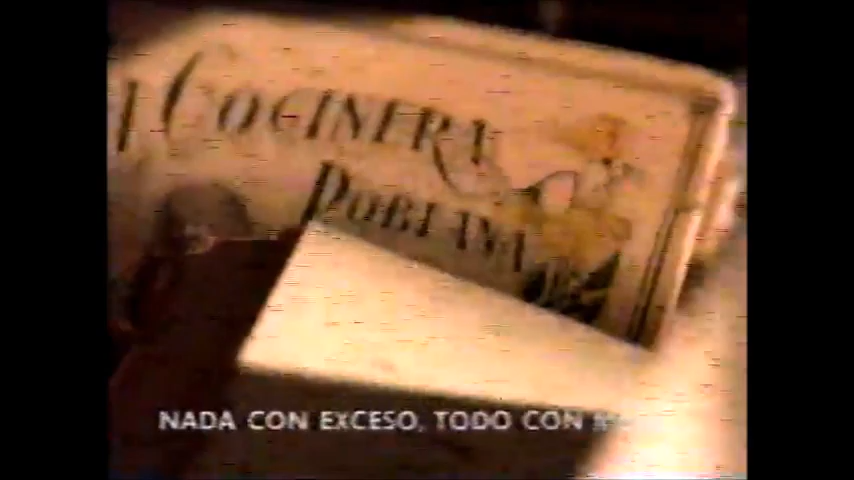 COCINERA
POBLANA
NADA CON EXCESO, TODO CON